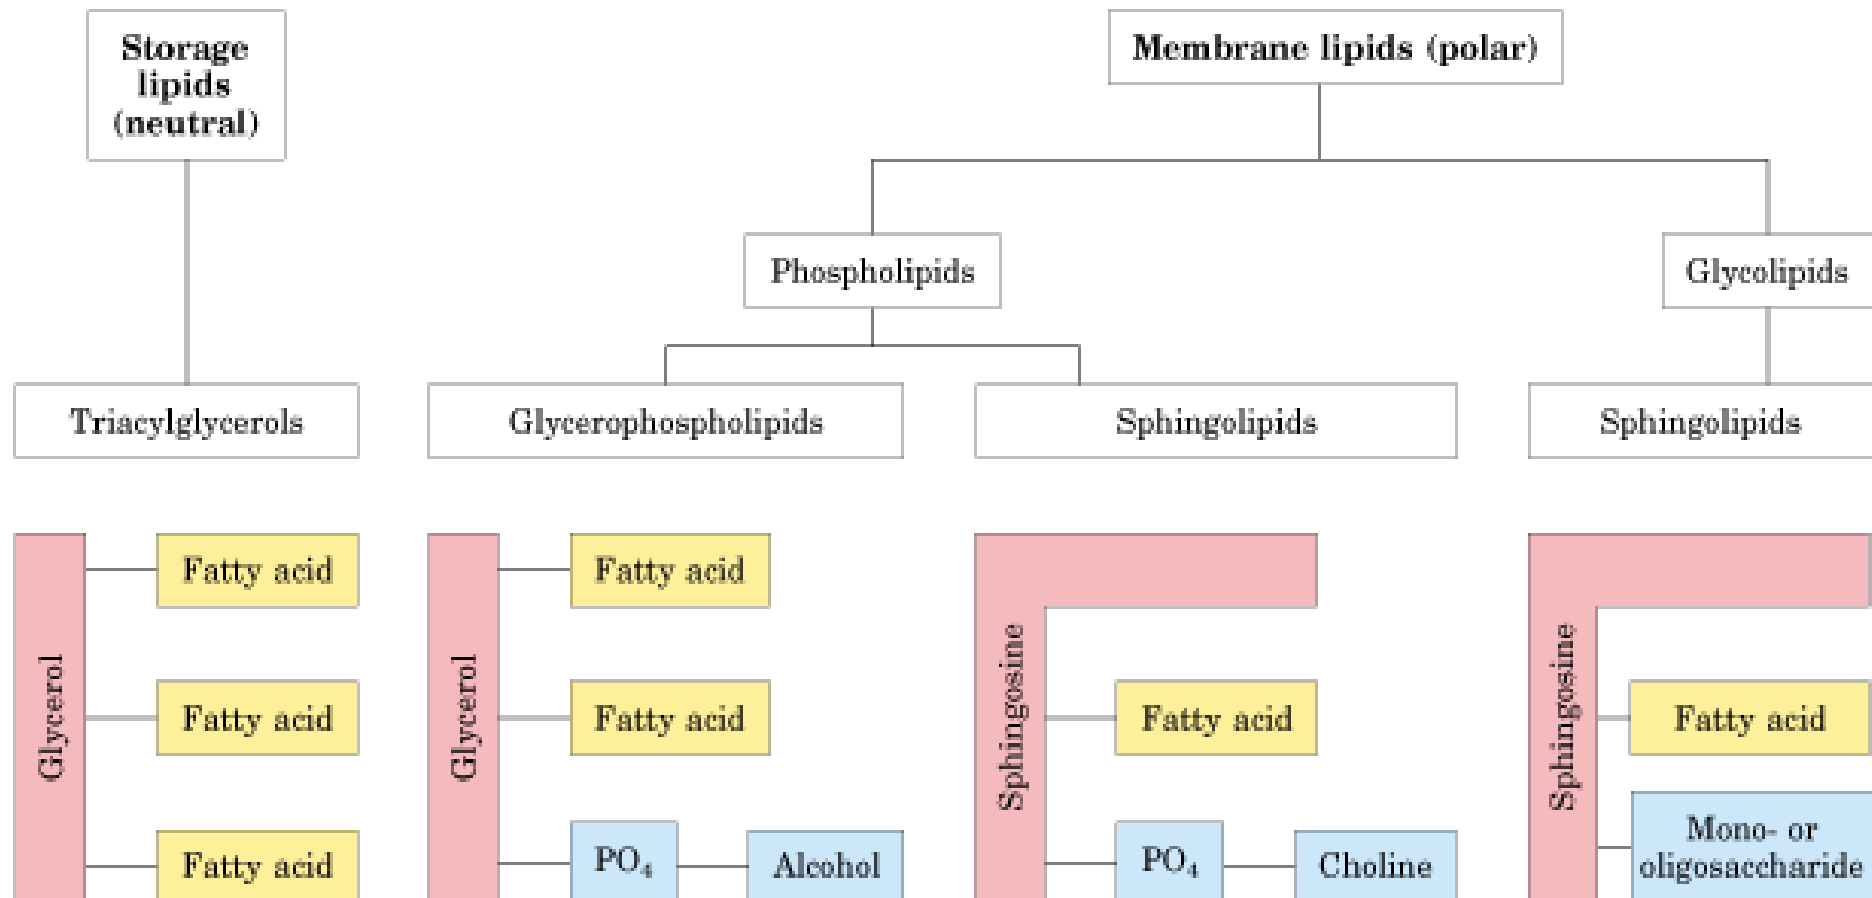 Storage
lipids
(neutral)
Membrane lipids (polar)
Phospholipids
Glycolipids
Triacylglycerols
Glycerophospholipids
Sphingolipids
Sphingolipids
Glycerol
Fatty acid
Fatty acid
Fatty acid
Glycerol
Fatty acid
Fatty acid
PO₄
Alcohol
Sphingosine
Fatty acid
PO₄
Choline
Sphingosine
Fatty acid
Mono- or
oligosaccharide